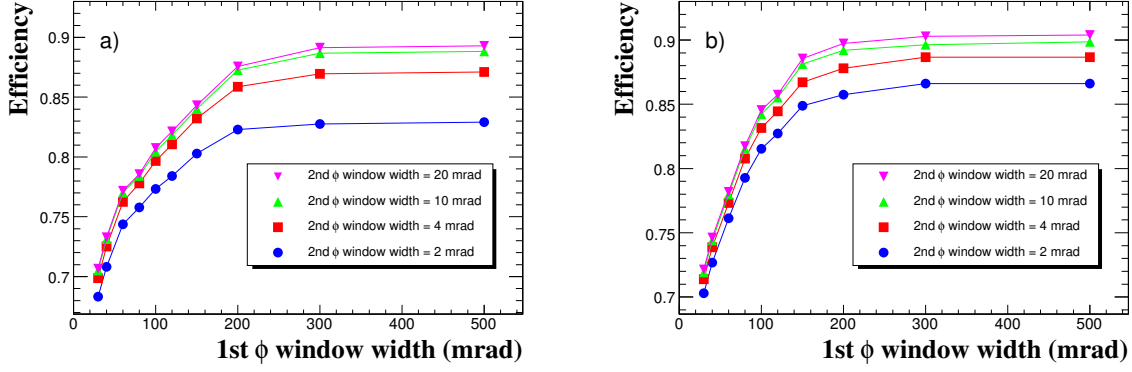 Efficiency
a)
0.9
0.85
0.8
0.75
0.7
2nd ϕ window width = 20 mrad
2nd ϕ window width = 10 mrad
2nd ϕ window width = 4 mrad
2nd ϕ window width = 2 mrad
0 100 200 300 400 500
1st ϕ window width (mrad)
Efficiency
b)
0.9
0.85
0.8
0.75
0.7
2nd ϕ window width = 20 mrad
2nd ϕ window width = 10 mrad
2nd ϕ window width = 4 mrad
2nd ϕ window width = 2 mrad
0 100 200 300 400 500
1st ϕ window width (mrad)